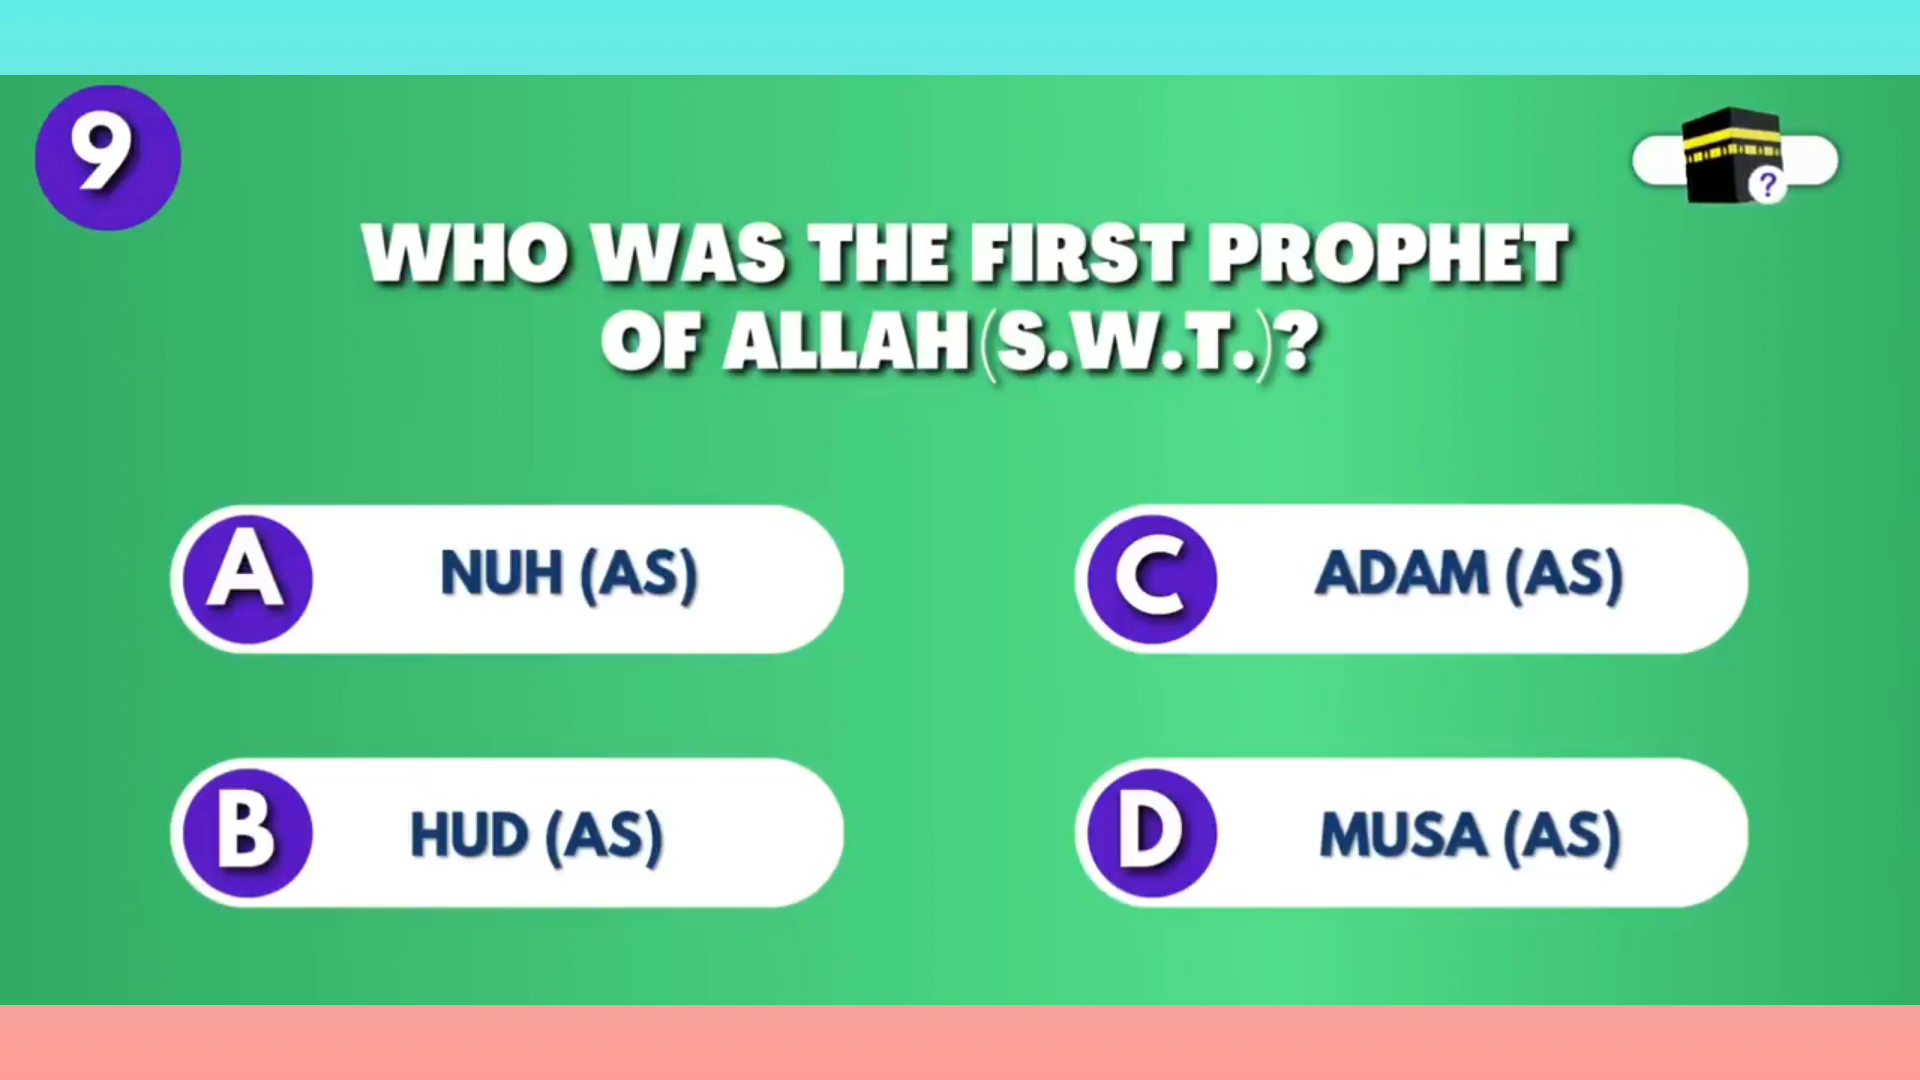 9
?
WHO WAS THE FIRST PROPHET
OF ALLAH (S.W.T.)?
A NUH (AS)
C ADAM (AS)
B HUD (AS)
D MUSA (AS)